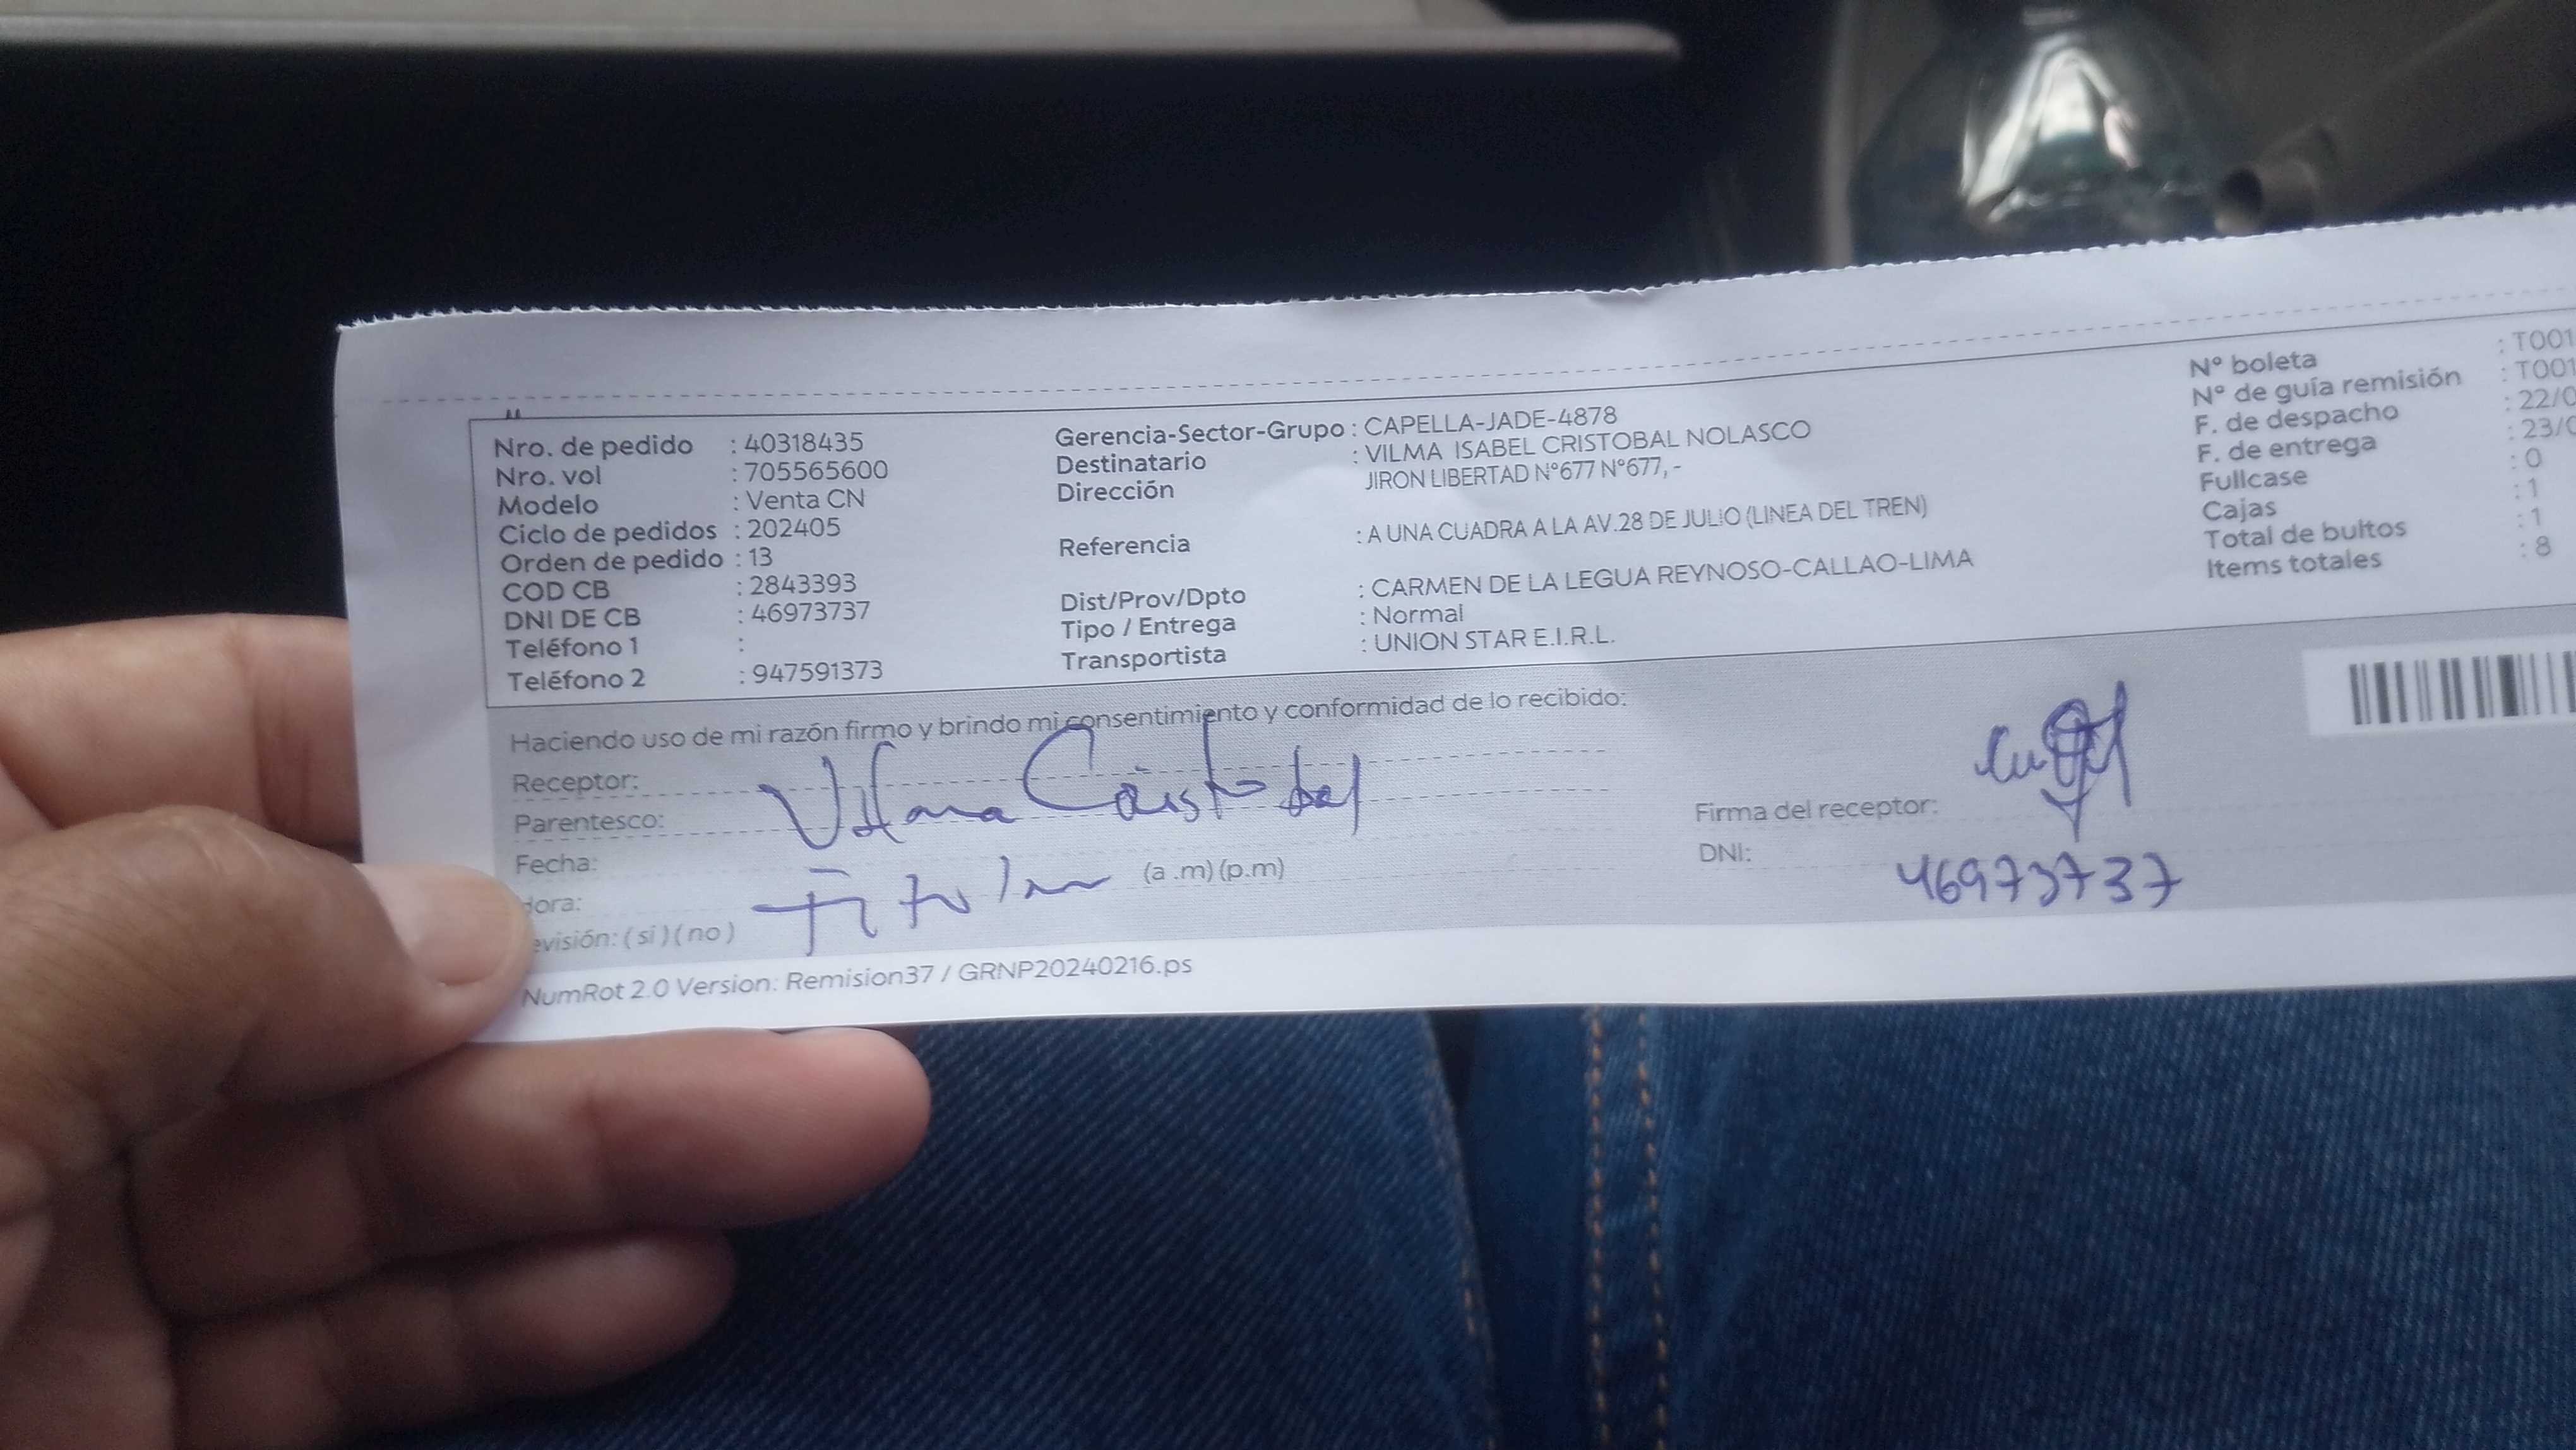 Nro. de pedido : 40318435
Nro. vol : 705565600
Modelo : Venta CN
Ciclo de pedidos : 202405
Orden de pedido : 13
COD CB : 2843393
DNI DE CB : 46973737
Teléfono 1 :
Teléfono 2 : 947591373
Gerencia-Sector-Grupo : CAPELLA-JADE-4878
Destinatario : VILMA ISABEL CRISTOBAL NOLASCO
Dirección JIRON LIBERTAD N°677 N°677, -
Referencia : A UNA CUADRA A LA AV.28 DE JULIO (LINEA DEL TREN)
Dist/Prov/Dpto : CARMEN DE LA LEGUA REYNOSO-CALLAO-LIMA
Tipo / Entrega : Normal
Transportista : UNION STAR E.I.R.L.
N° boleta : T001
N° de guía remisión : T001
F. de despacho : 22/0
F. de entrega : 23/0
Fullcase : 0
Cajas : 1
Total de bultos : 1
Items totales : 8
Haciendo uso de mi razón firmo y brindo mi consentimiento y conformidad de lo recibido:
Receptor:
Parentesco: Vilma Cristobal
Fecha:
Hora: Titular (a .m) (p.m)
evisión: ( si ) ( no )
Firma del receptor:
DNI: 46973737
NumRot 2.0 Version: Remision37 / GRNP20240216.ps